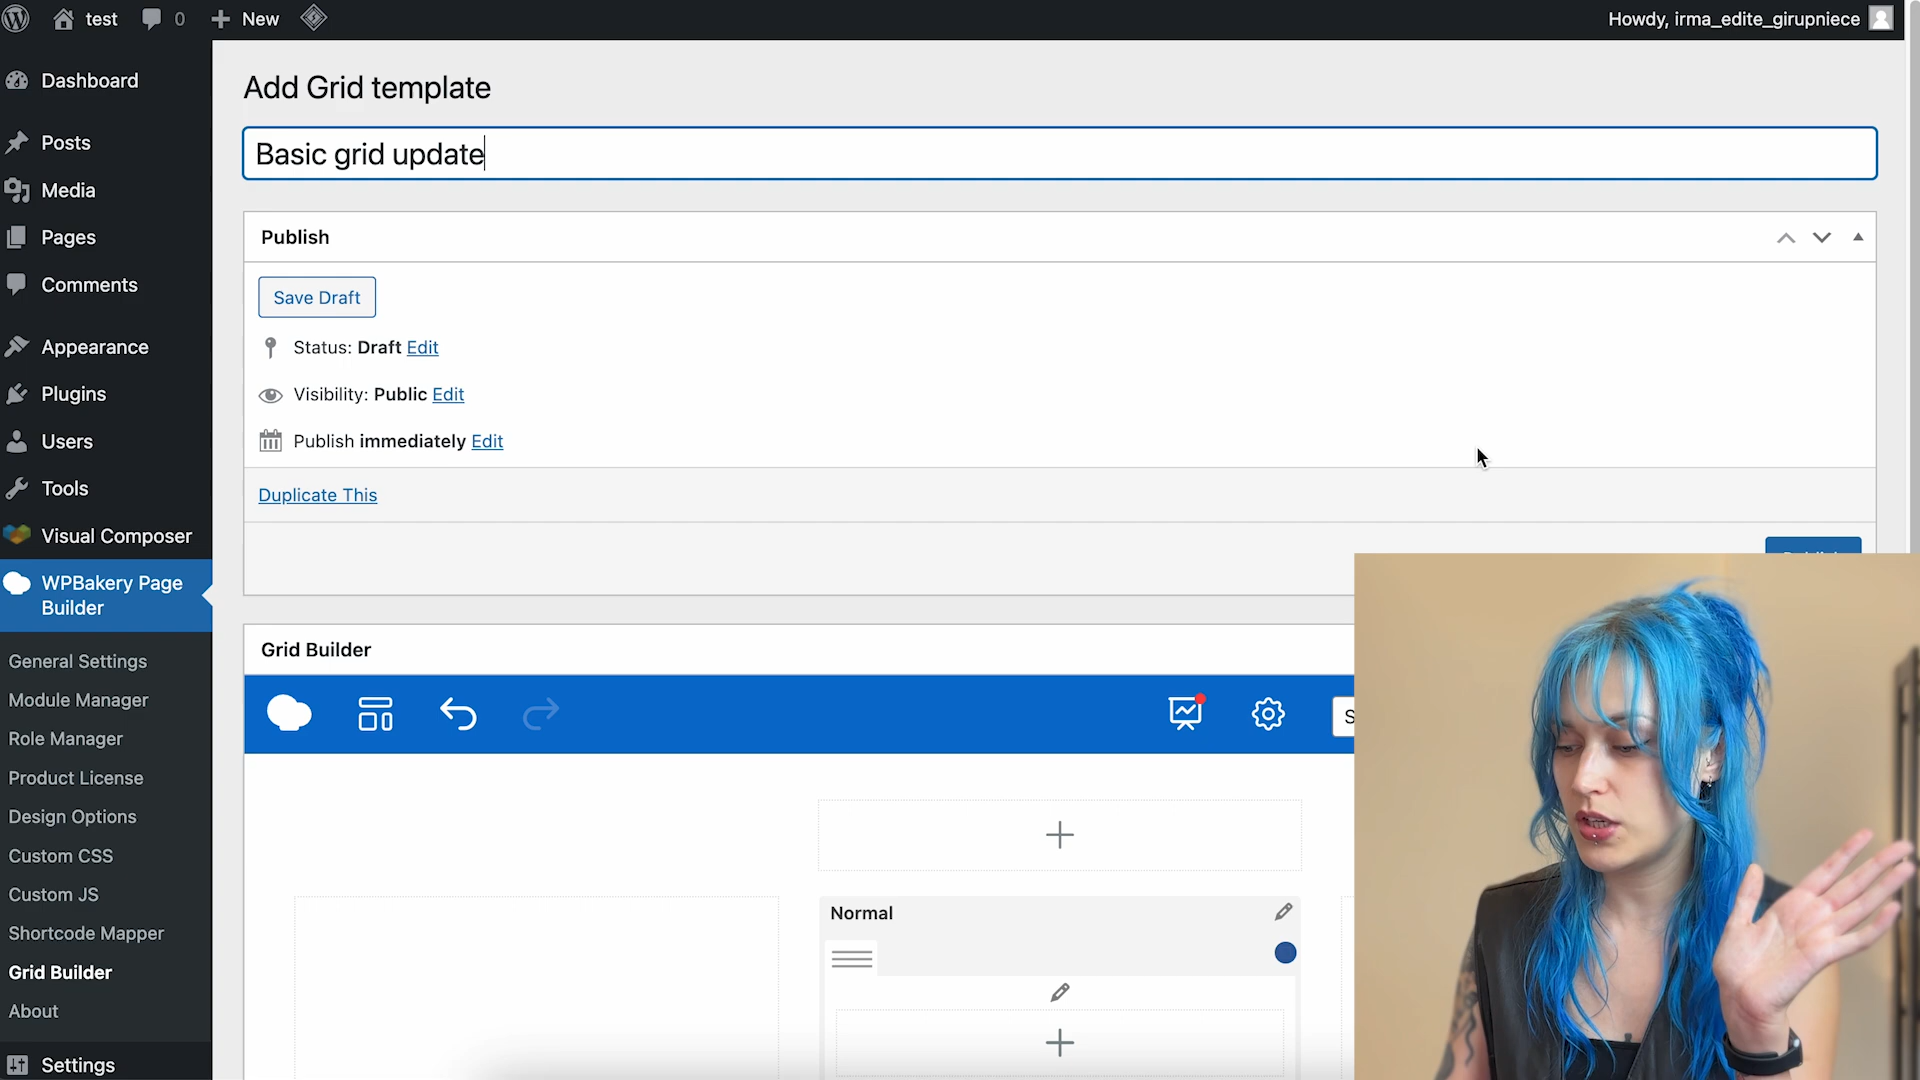 test
0
New
Howdy, irma_edite_girupniece
Dashboard
Posts
Media
Pages
Comments
Appearance
Plugins
Users
Tools
Visual Composer
WPBakery Page
Builder
General Settings
Module Manager
Role Manager
Product License
Design Options
Custom CSS
Custom JS
Shortcode Mapper
Grid Builder
About
Settings
Add Grid template
Basic grid update
Publish
Save Draft
Status: Draft Edit
Visibility: Public Edit
Publish immediately Edit
Duplicate This
Grid Builder
Normal